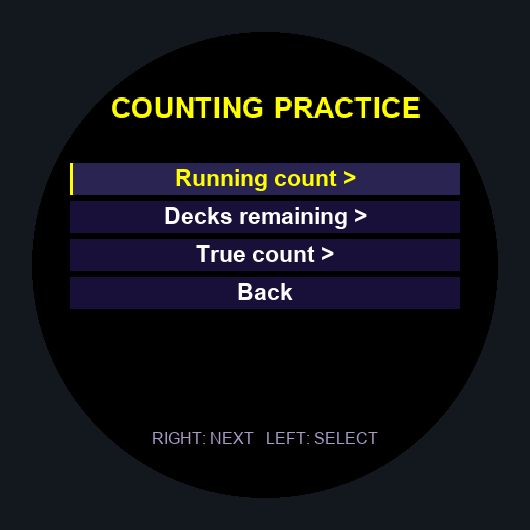 COUNTING PRACTICE
Running count >
Decks remaining >
True count >
Back
RIGHT: NEXT LEFT: SELECT